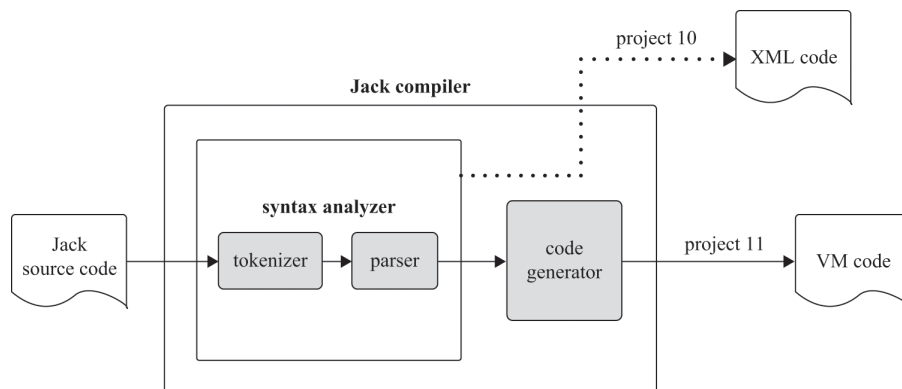 project 10
XML code
Jack compiler
syntax analyzer
Jack
source code
tokenizer
parser
code
generator
project 11
VM code